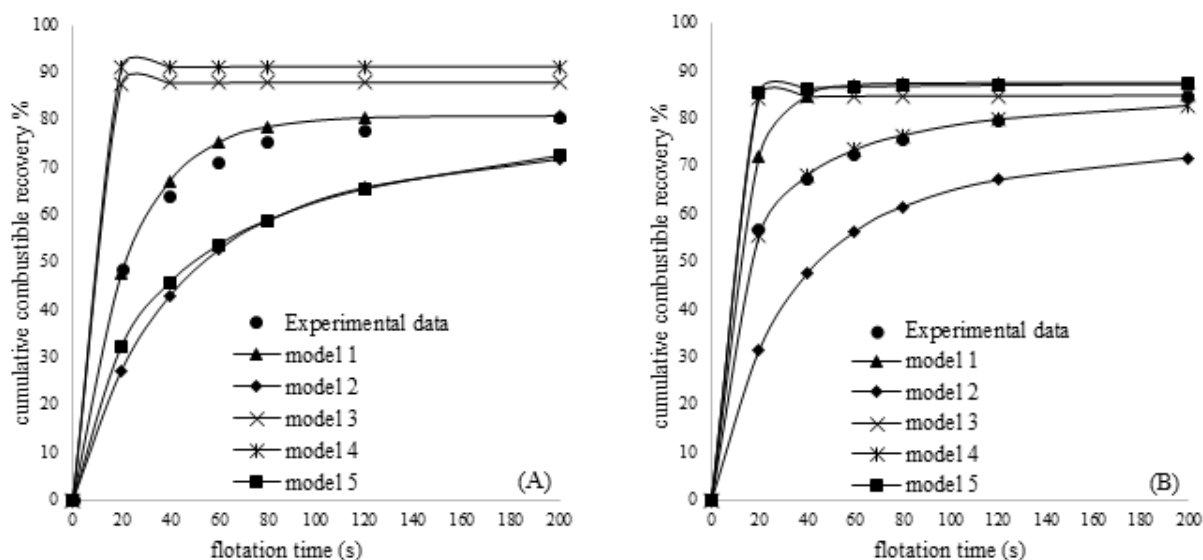 100
90
80
70
60
50
40
30
20
10
0
cumulative combustible recovery %
Experimental data
model 1
model 2
model 3
model 4
model 5
(A)
0 20 40 60 80 100 120 140 160 180 200
flotation time (s)
100
90
80
70
60
50
40
30
20
10
0
cumulative combustible recovery %
Experimental data
model 1
model 2
model 3
model 4
model 5
(B)
0 20 40 60 80 100 120 140 160 180 200
flotation time (s)